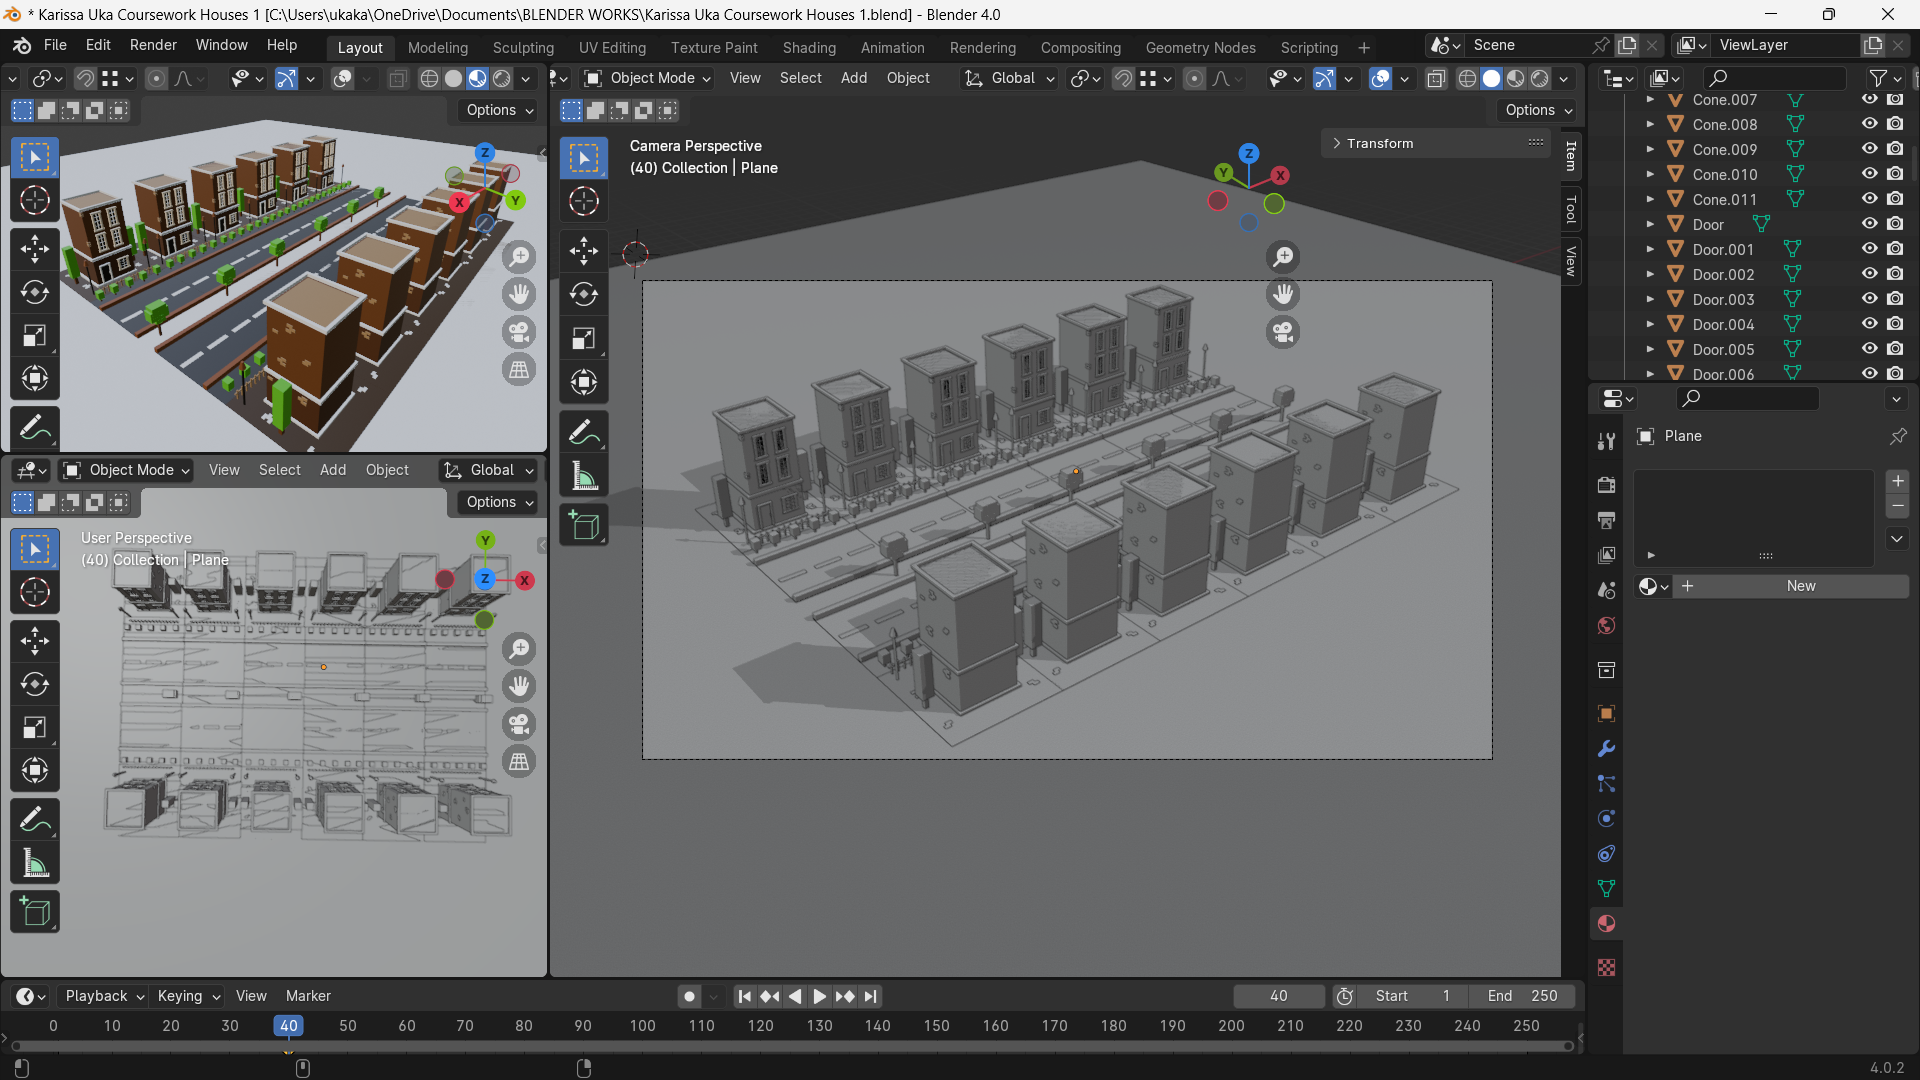 * Karissa Uka Coursework Houses 1 [C:\Users\ukaka\OneDrive\Documents\BLENDER WORKS\Karissa Uka Coursework Houses 1.blend] - Blender 4.0
File Edit Render Window Help Layout Modeling Sculpting UV Editing Texture Paint Shading Animation Rendering Compositing Geometry Nodes Scripting + Scene ViewLayer
Object Mode View Select Add Object Global
Options
Options
Z
X
Y
Camera Perspective
(40) Collection | Plane
Transform
Z
Y
X
Item
Tool
View
Cone.007
Cone.008
Cone.009
Cone.010
Cone.011
Door
Door.001
Door.002
Door.003
Door.004
Door.005
Door.006
Plane
New
Object Mode View Select Add Object Global
Options
User Perspective
(40) Collection | Plane
Y
Z
X
Playback Keying View Marker 40 Start 1 End 250
0 10 20 30 40 50 60 70 80 90 100 110 120 130 140 150 160 170 180 190 200 210 220 230 240 250
4.0.2